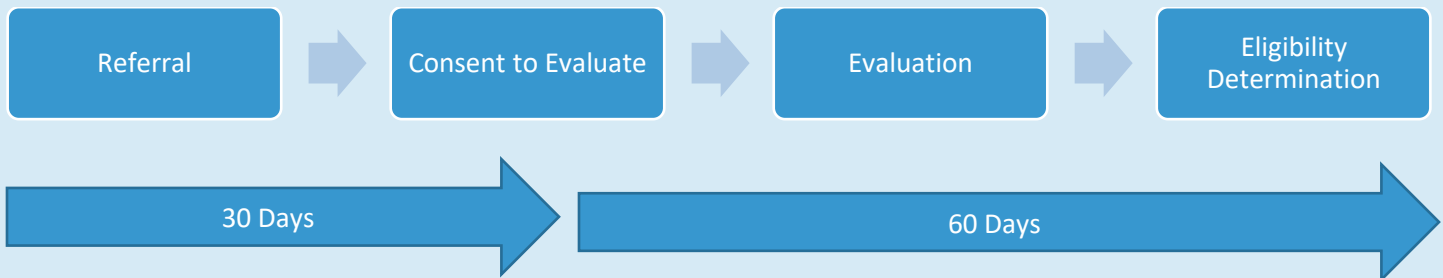 Referral
Consent to Evaluate
Evaluation
Eligibility
Determination
30 Days
60 Days